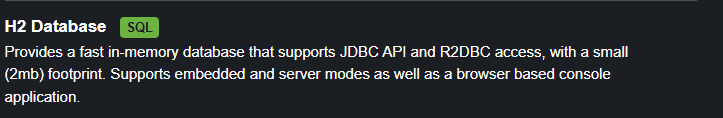 H2 Database SQL
Provides a fast in-memory database that supports JDBC API and R2DBC access, with a small
(2mb) footprint. Supports embedded and server modes as well as a browser based console
application.